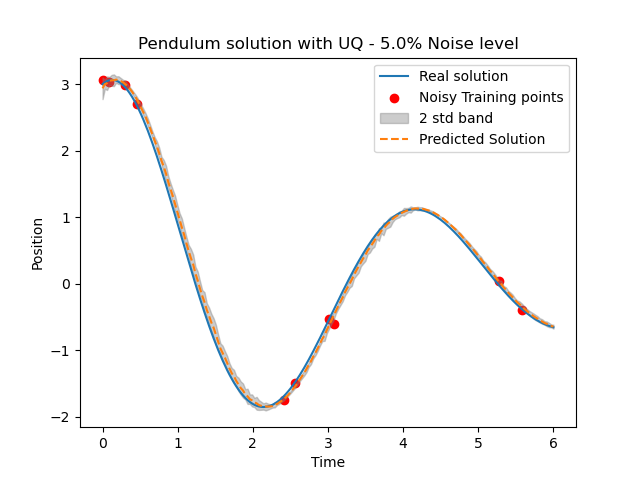 Pendulum solution with UQ - 5.0% Noise level
Real solution
Noisy Training points
2 std band
Predicted Solution
Position
3
2
1
0
−1
−2
0 1 2 3 4 5 6
Time